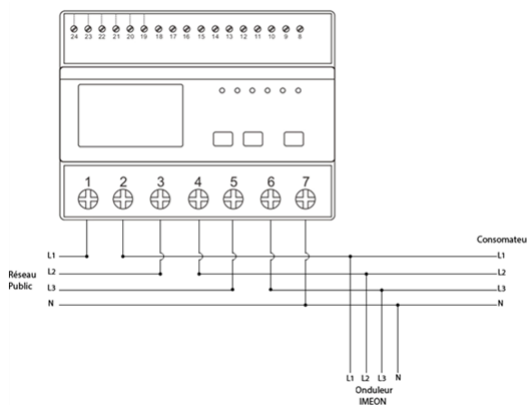 24 23 22 21 20 19 18 17 16 15 14 13 12 11 10 9 8
1 2 3 4 5 6 7
Consomateu
L1 L1
Réseau
Public
L2 L2
L3 L3
N N
L1 L2 L3 N
Onduleur
IMEON